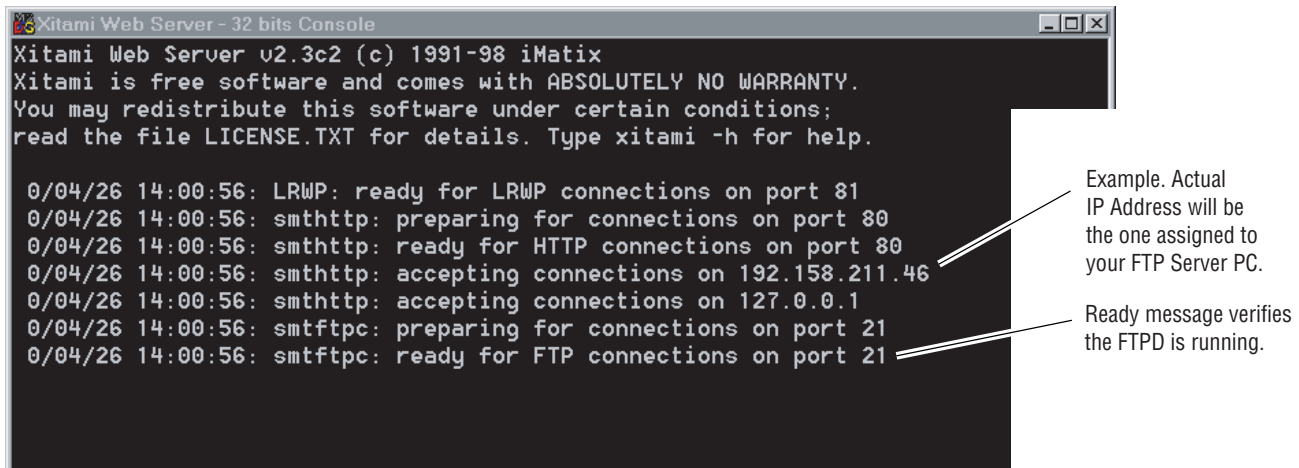 Xitami Web Server - 32 bits Console
Xitami Web Server v2.3c2 (c) 1991-98 iMatix
Xitami is free software and comes with ABSOLUTELY NO WARRANTY.
You may redistribute this software under certain conditions;
read the file LICENSE.TXT for details. Type xitami -h for help.
0/04/26 14:00:56: LRWP: ready for LRWP connections on port 81
0/04/26 14:00:56: smthttp: preparing for connections on port 80
0/04/26 14:00:56: smthttp: ready for HTTP connections on port 80
0/04/26 14:00:56: smthttp: accepting connections on 192.158.211.46
0/04/26 14:00:56: smthttp: accepting connections on 127.0.0.1
0/04/26 14:00:56: smtftpc: preparing for connections on port 21
0/04/26 14:00:56: smtftpc: ready for FTP connections on port 21
Example. Actual
IP Address will be
the one assigned to
your FTP Server PC.
Ready message verifies
the FTPD is running.